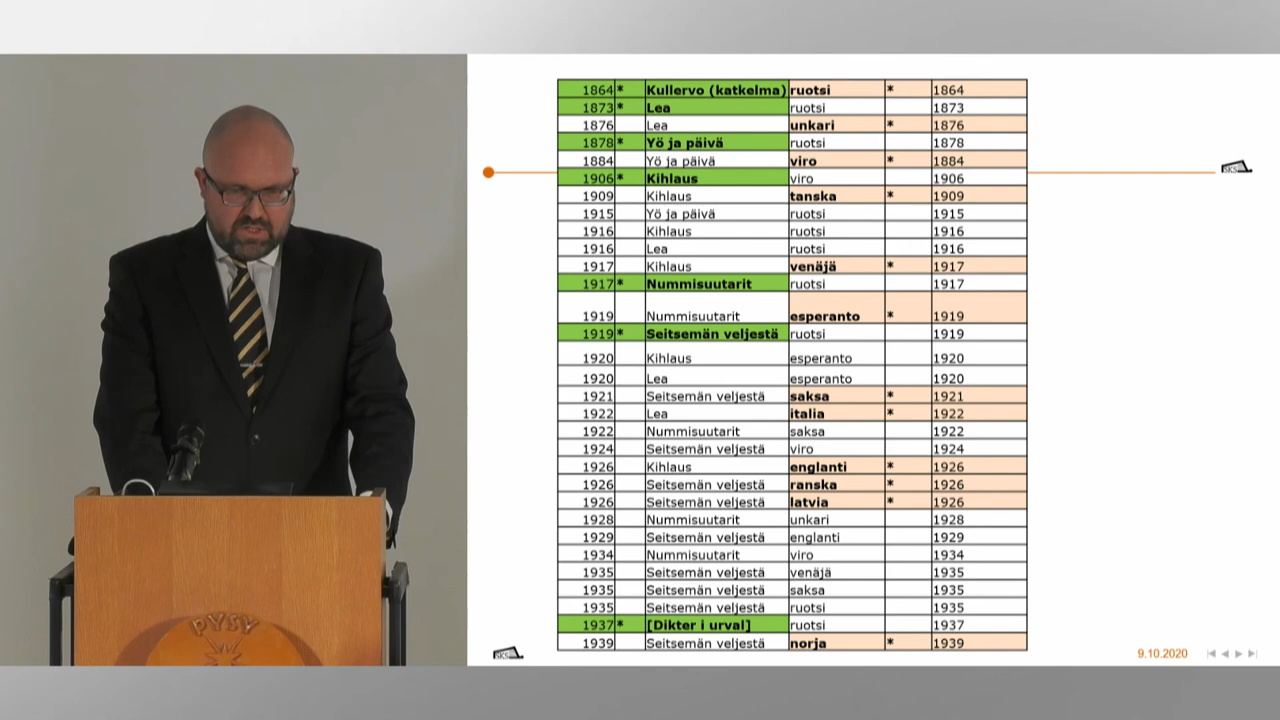 1864 * Kullervo (katkelma) ruotsi * 1864
1873 * Lea ruotsi 1873
1876 Lea unkari * 1876
1878 * Yö ja päivä ruotsi 1878
1884 Yö ja päivä viro * 1884
1906 * Kihlaus viro 1906
1909 Kihlaus tanska * 1909
1915 Yö ja päivä ruotsi 1915
1916 Kihlaus ruotsi 1916
1916 Lea ruotsi 1916
1917 Kihlaus venäjä * 1917
1917 * Nummisuutarit ruotsi 1917
1919 Nummisuutarit esperanto * 1919
1919 * Seitsemän veljestä ruotsi 1919
1920 Kihlaus esperanto 1920
1920 Lea esperanto 1920
1921 Seitsemän veljestä saksa * 1921
1922 Lea italia * 1922
1922 Nummisuutarit saksa 1922
1924 Seitsemän veljestä viro 1924
1926 Kihlaus englanti * 1926
1926 Seitsemän veljestä ranska * 1926
1926 Seitsemän veljestä latvia * 1926
1928 Nummisuutarit unkari 1928
1929 Seitsemän veljestä englanti 1929
1934 Nummisuutarit viro 1934
1935 Seitsemän veljestä venäjä 1935
1935 Seitsemän veljestä saksa 1935
1935 Seitsemän veljestä ruotsi 1935
1937 * [Dikter i urval] ruotsi 1937
1939 Seitsemän veljestä norja * 1939
SKS
SKS
9.10.2020
PYSY